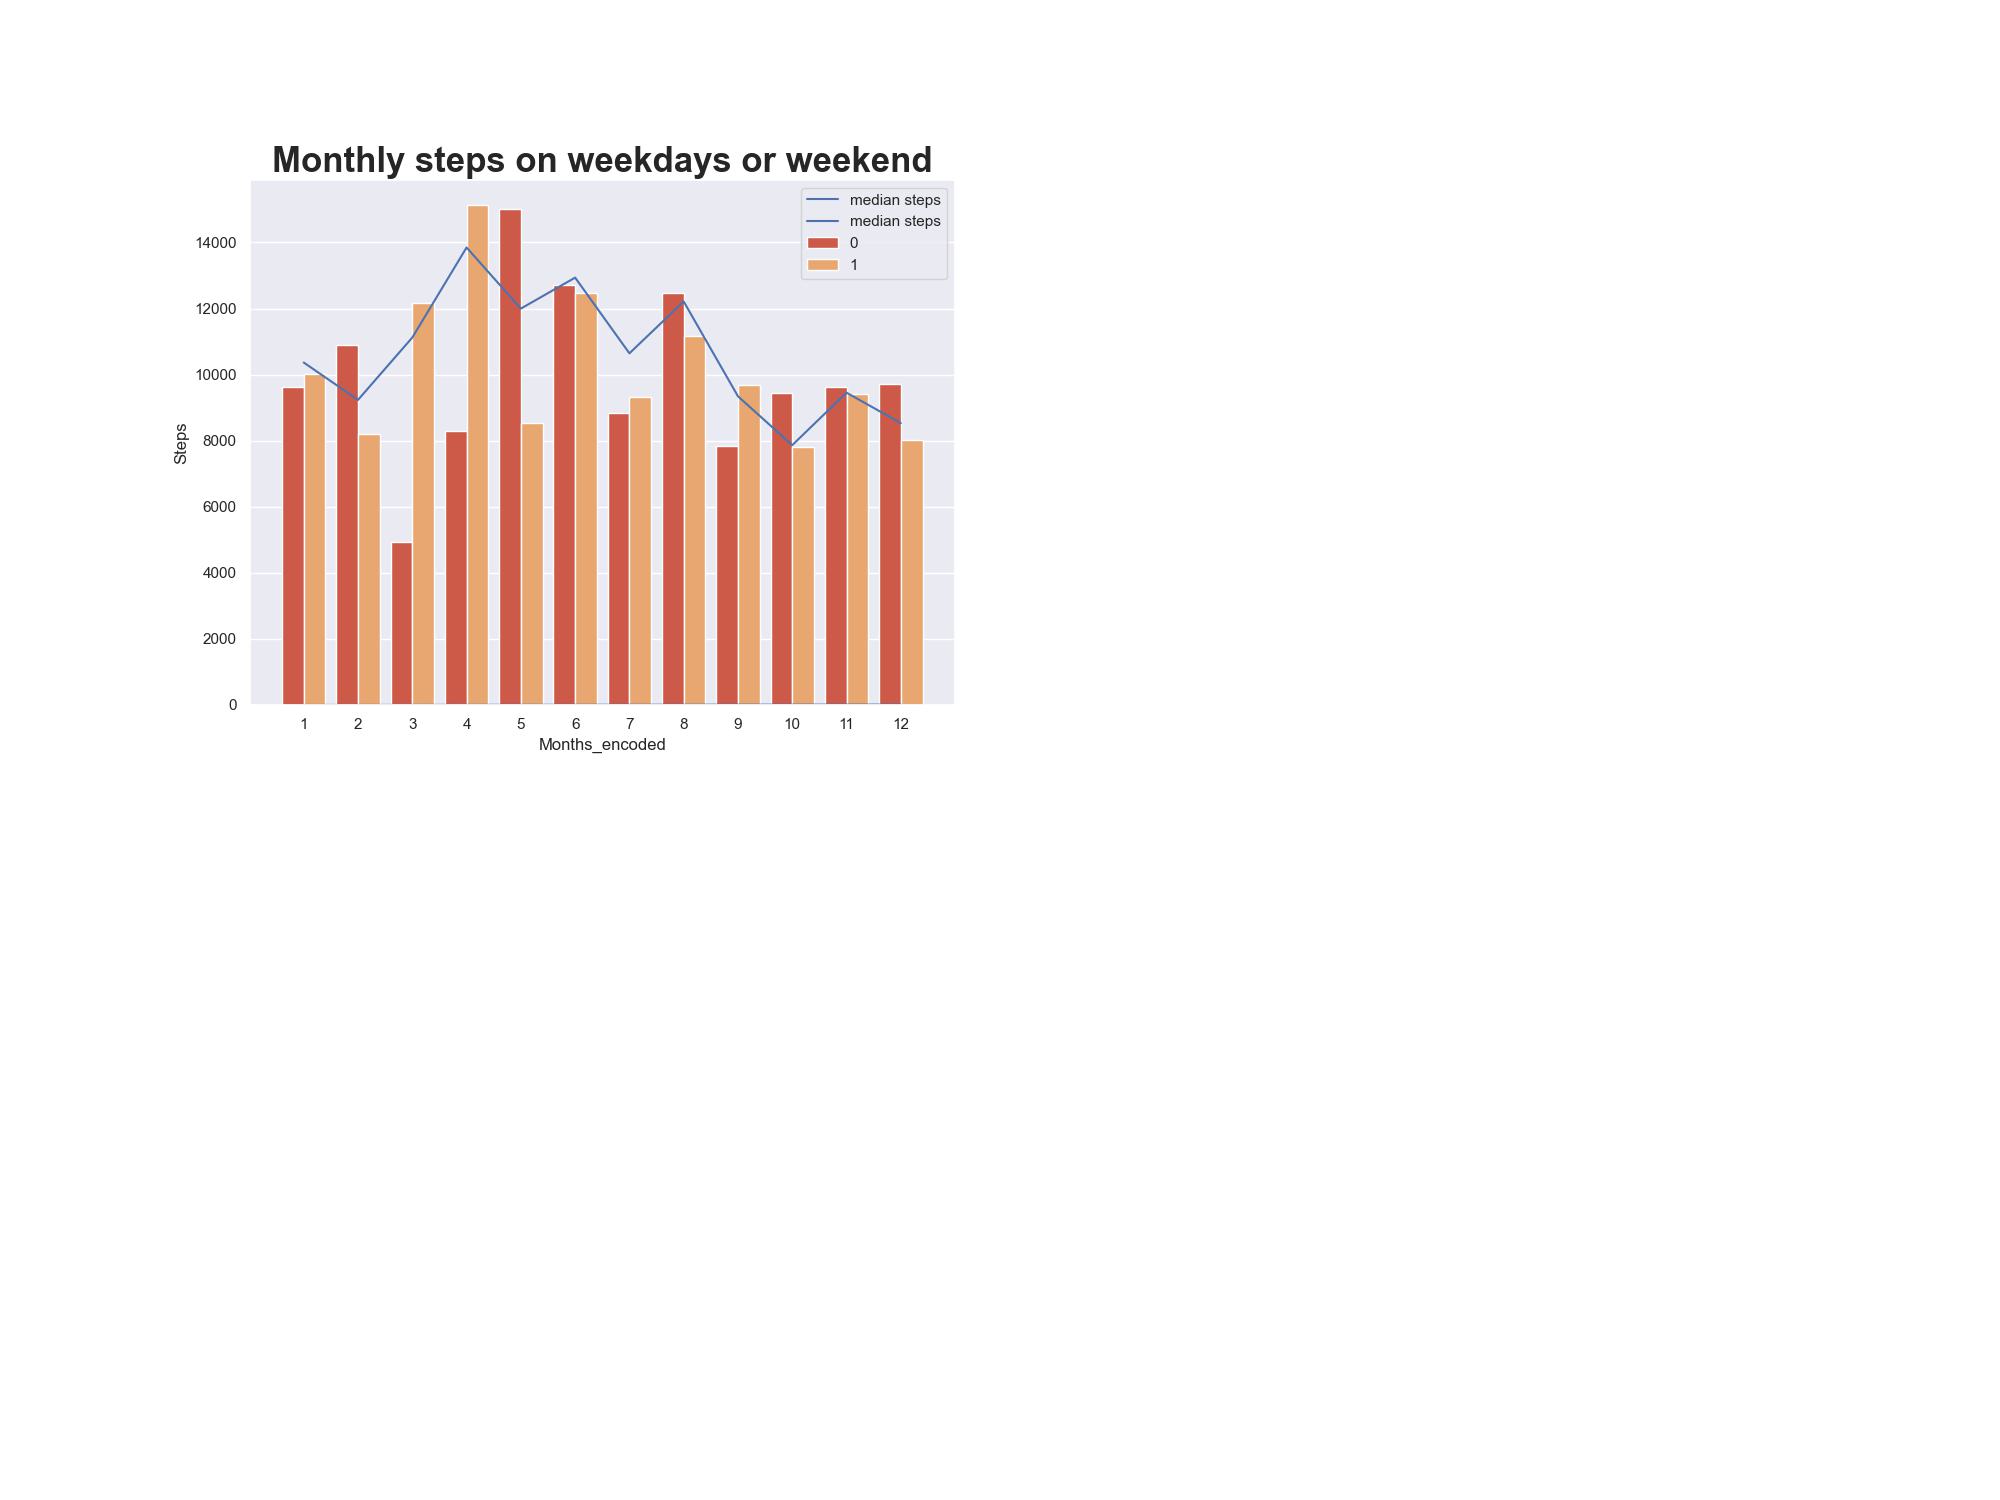 Monthly steps on weekdays or weekend
median steps
median steps
0
1
14000
12000
10000
8000
6000
4000
2000
0
Steps
1 2 3 4 5 6 7 8 9 10 11 12
Months_encoded